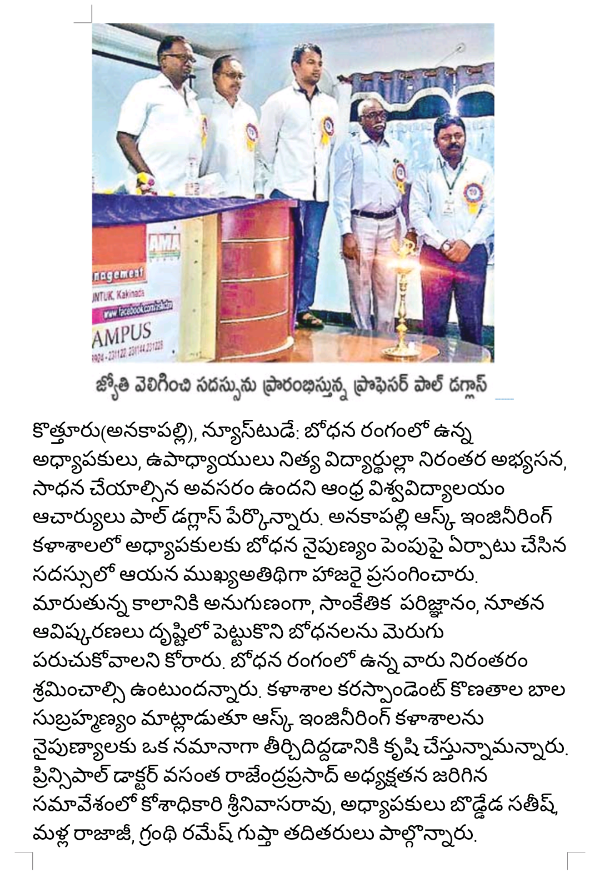 AMA
nagement
JNTUK, Kakinada
www.facebook.com/
AMPUS
జ్యోతి వెలిగించి సదస్సును ప్రారంభిస్తున్న ప్రొఫెసర్ పాల్ డగ్లాస్
కొత్తూరు(అనకాపల్లి), న్యూస్‌టుడే: బోధన రంగంలో ఉన్న
అధ్యాపకులు, ఉపాధ్యాయులు నిత్య విద్యార్థుల్లా నిరంతర అభ్యసన,
సాధన చేయాల్సిన అవసరం ఉందని ఆంధ్ర విశ్వవిద్యాలయం
ఆచార్యులు పాల్ డగ్లాస్ పేర్కొన్నారు. అనకాపల్లి ఆస్క్ ఇంజినీరింగ్
కళాశాలలో అధ్యాపకులకు బోధన నైపుణ్యం పెంపుపై ఏర్పాటు చేసిన
సదస్సులో ఆయన ముఖ్యఅతిథిగా హాజరై ప్రసంగించారు.
మారుతున్న కాలానికి అనుగుణంగా, సాంకేతిక పరిజ్ఞానం, నూతన
ఆవిష్కరణలు దృష్టిలో పెట్టుకొని బోధనలను మెరుగు
పరుచుకోవాలని కోరారు. బోధన రంగంలో ఉన్న వారు నిరంతరం
శ్రమించాల్సి ఉంటుందన్నారు. కళాశాల కరస్పాండెంట్ కొణతాల బాల
సుబ్రహ్మణ్యం మాట్లాడుతూ ఆస్క్ ఇంజినీరింగ్ కళాశాలను
నైపుణ్యాలకు ఒక నమానాగా తీర్చిదిద్దడానికి కృషి చేస్తున్నామన్నారు.
ప్రిన్సిపాల్ డాక్టర్ వసంత రాజేంద్రప్రసాద్ అధ్యక్షతన జరిగిన
సమావేశంలో కోశాధికారి శ్రీనివాసరావు, అధ్యాపకులు బొడ్డేడ సతీష్,
మళ్ల రాజాజీ, గ్రంథి రమేష్ గుప్తా తదితరులు పాల్గొన్నారు.